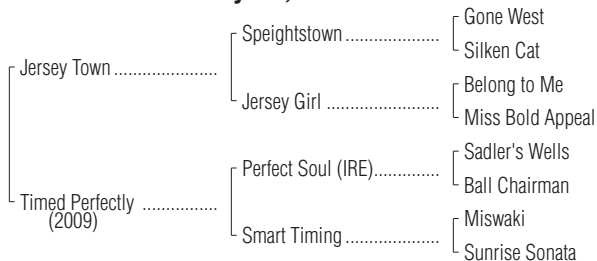 Gone West
Speightstown
Silken Cat
Jersey Town
Belong to Me
Jersey Girl
Miss Bold Appeal
Sadler's Wells
Perfect Soul (IRE)
Ball Chairman
Timed Perfectly
(2009)
Miswaki
Smart Timing
Sunrise Sonata